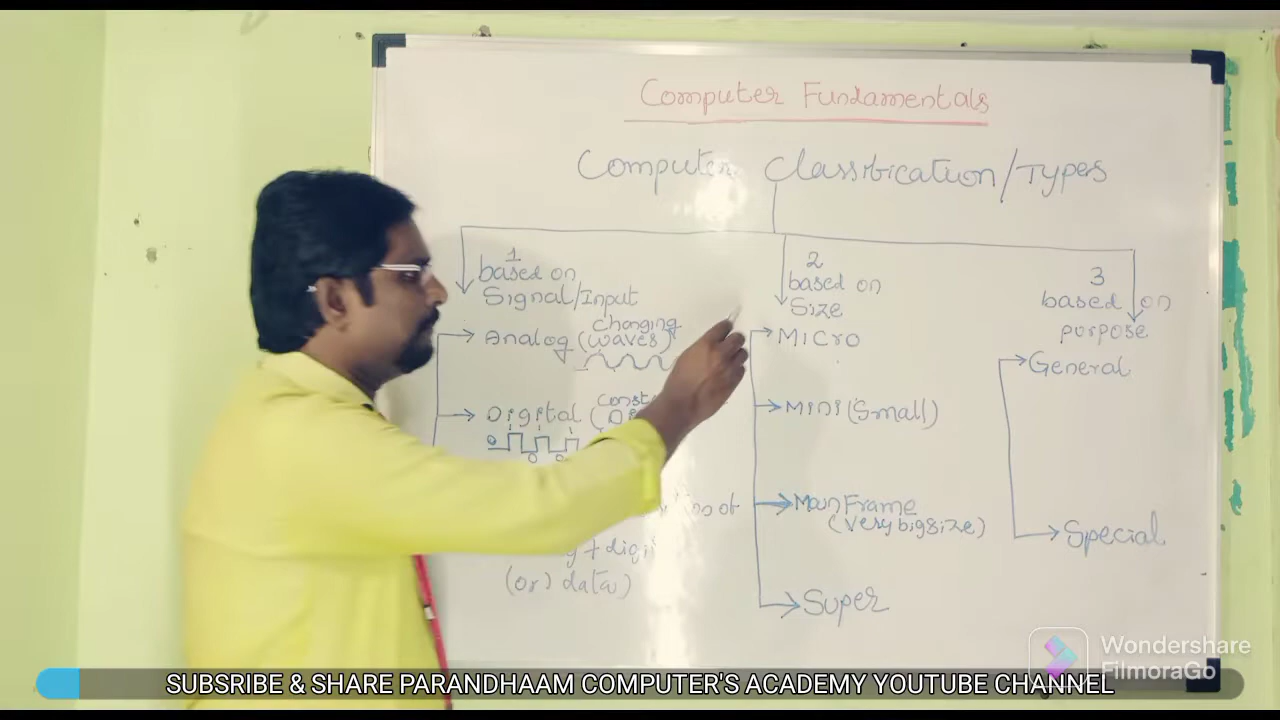 Computer Fundamentals
Computer Classification/Types
1
based on
Signal/Input
Analog (changing
waves)
Digital
+ digi
(or) data)
2
based on
Size
Micro
Mini (Small)
MainFrame
(very bigsize)
Super
3
based on
purpose
General
Special
Wondershare
FilmoraGo
SUBSRIBE & SHARE PARANDHAAM COMPUTER'S ACADEMY YOUTUBE CHANNEL